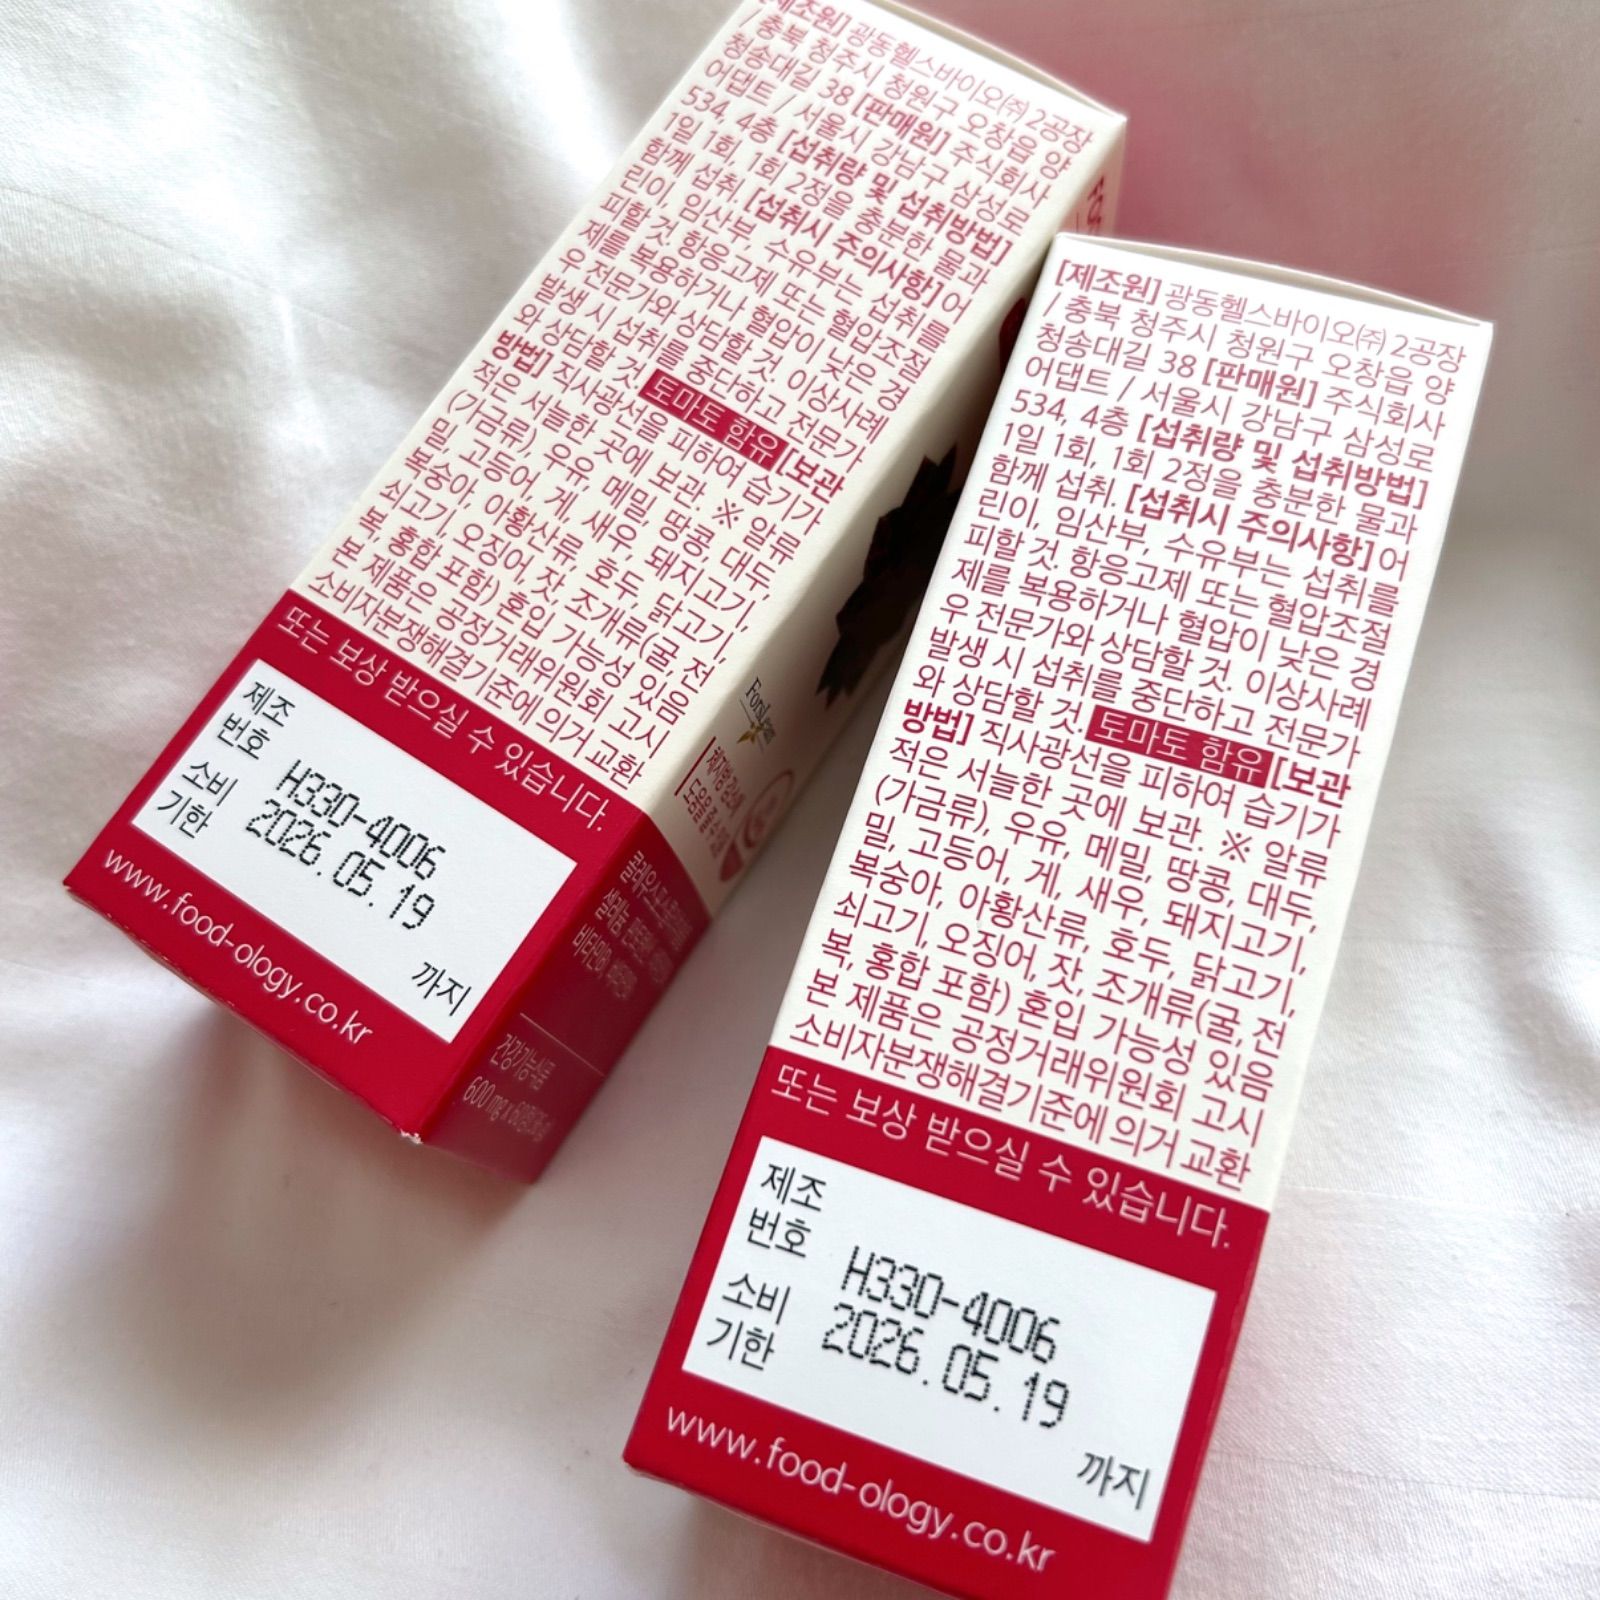 [제조원] 광동헬스바이오㈜ 2공장
/ 충북 청주시 청원구 오창읍 양
청송대길 38 [판매원] 주식회사
어댑트 / 서울시 강남구 삼성로
534, 4층 [섭취량 및 섭취방법]
1일 1회, 1회 2정을 충분한 물과
함께 섭취. [섭취시 주의사항] 어
린이, 임산부, 수유부는 섭취를
피할 것. 항응고제 또는 혈압조절
제를 복용하거나 혈압이 낮은 경
우 전문가와 상담할 것. 이상사례
발생 시 섭취를 중단하고 전문가
와 상담할 것. 토마토 함유 [보관
방법] 직사광선을 피하여 습기가
적은 서늘한 곳에 보관. ※ 알류
(가금류), 우유, 메밀, 땅콩, 대두,
밀, 고등어, 게, 새우, 돼지고기,
복숭아, 아황산류, 호두, 닭고기,
쇠고기, 오징어, 잣, 조개류(굴, 전
복, 홍합 포함) 혼입 가능성 있음
본 제품은 공정거래위원회 고시
소비자분쟁해결기준에 의거 교환
또는 보상 받으실 수 있습니다.
제조
번호 H330-4006
소비
기한 2026.05.19
까지
www.food-ology.co.kr
건강기능식품
[제조원] 광동헬스바이오㈜ 2공장
/ 충북 청주시 청원구 오창읍 양
청송대길 38 [판매원] 주식회사
어댑트 / 서울시 강남구 삼성로
534, 4층 [섭취량 및 섭취방법]
1일 1회, 1회 2정을 충분한 물과
함께 섭취. [섭취시 주의사항] 어
린이, 임산부, 수유부는 섭취를
피할 것. 항응고제 또는 혈압조절
제를 복용하거나 혈압이 낮은 경
우 전문가와 상담할 것. 이상사례
발생 시 섭취를 중단하고 전문가
와 상담할 것. 토마토 함유 [보관
방법] 직사광선을 피하여 습기가
적은 서늘한 곳에 보관. ※ 알류
(가금류), 우유, 메밀, 땅콩, 대두,
밀, 고등어, 게, 새우, 돼지고기,
복숭아, 아황산류, 호두, 닭고기,
쇠고기, 오징어, 잣, 조개류(굴, 전
복, 홍합 포함) 혼입 가능성 있음
본 제품은 공정거래위원회 고시
소비자분쟁해결기준에 의거 교환
또는 보상 받으실 수 있습니다.
제조
번호 H330-4006
소비
기한 2026.05.19
까지
www.food-ology.co.kr